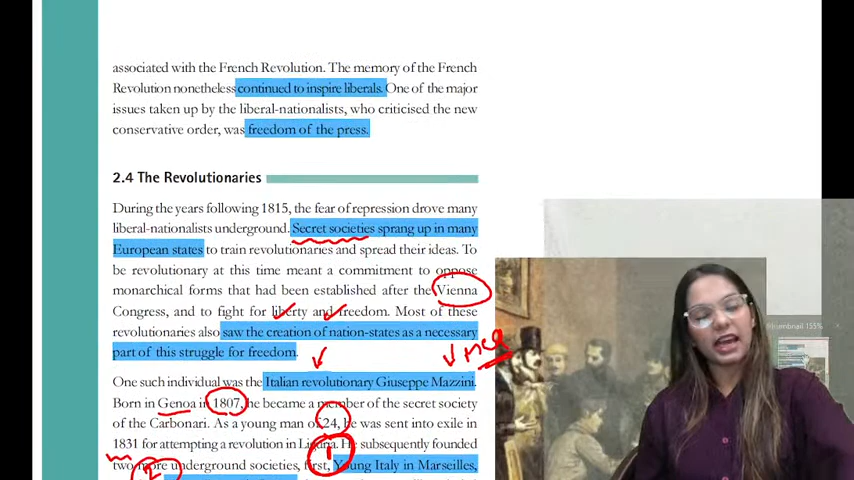 associated with the French Revolution. The memory of the French
Revolution nonetheless continued to inspire liberals. One of the major
issues taken up by the liberal-nationalists, who criticised the new
conservative order, was freedom of the press.
2.4 The Revolutionaries
During the years following 1815, the fear of repression drove many
liberal-nationalists underground. Secret societies sprang up in many
European states to train revolutionaries and spread their ideas. To
be revolutionary at this time meant a commitment to oppose
monarchical forms that had been established after the Vienna
Congress, and to fight for liberty and freedom. Most of these
revolutionaries also saw the creation of nation-states as a necessary
part of this struggle for freedom.
MCQ
One such individual was the Italian revolutionary Giuseppe Mazzini.
Born in Genoa in 1807, he became a member of the secret society
of the Carbonari. As a young man of 24, he was sent into exile in
1831 for attempting a revolution in Liguria. He subsequently founded
two more underground societies, first, Young Italy in Marseilles,
1
2
thumbnail 155%